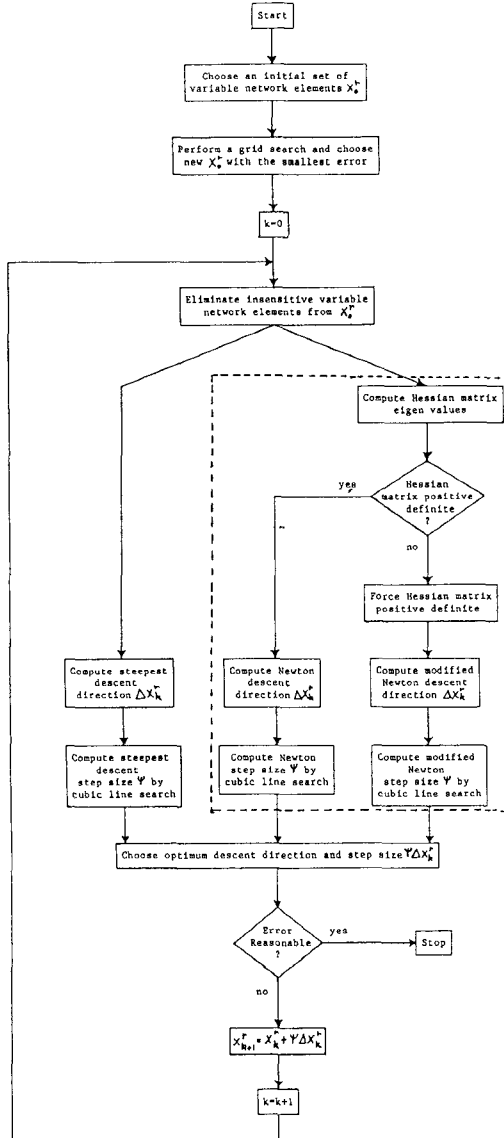 Start
Choose an initial set of
variable network elements X₀ʳ
Perform a grid search and choose
new X₀ʳ with the smallest error
k=0
Eliminate insensitive variable
network elements from X₀ʳ
Compute Hessian matrix
eigen values
yes
Hessian
matrix positive
definite
?
no
Force Hessian matrix
positive definite
Compute steepest
descent
direction ΔXₖʳ
Compute Newton
descent
direction ΔXₖʳ
Compute modified
Newton descent
direction ΔXₖʳ
Compute steepest
descent
step size Ψ by
cubic line search
Compute Newton
step size Ψ by
cubic line search
Compute modified
Newton
step size Ψ by
cubic line search
Choose optimum descent direction and step size ΨΔXₖʳ
Error
Reasonable
?
yes
Stop
no
Xₖ₊₁ʳ = Xₖʳ + ΨΔXₖʳ
k=k+1